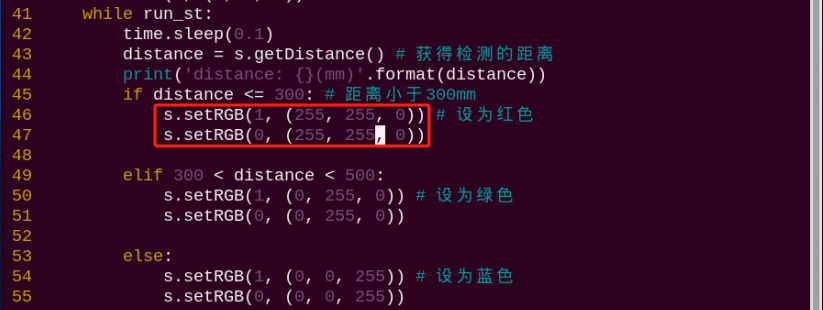 41 while run_st:
42 time.sleep(0.1)
43 distance = s.getDistance() # 获得检测的距离
44 print('distance: {}(mm)'.format(distance))
45 if distance <= 300: # 距离小于300mm
46 s.setRGB(1, (255, 255, 0)) # 设为红色
47 s.setRGB(0, (255, 255, 0))
48
49 elif 300 < distance < 500:
50 s.setRGB(1, (0, 255, 0)) # 设为绿色
51 s.setRGB(0, (0, 255, 0))
52
53 else:
54 s.setRGB(1, (0, 0, 255)) # 设为蓝色
55 s.setRGB(0, (0, 0, 255))